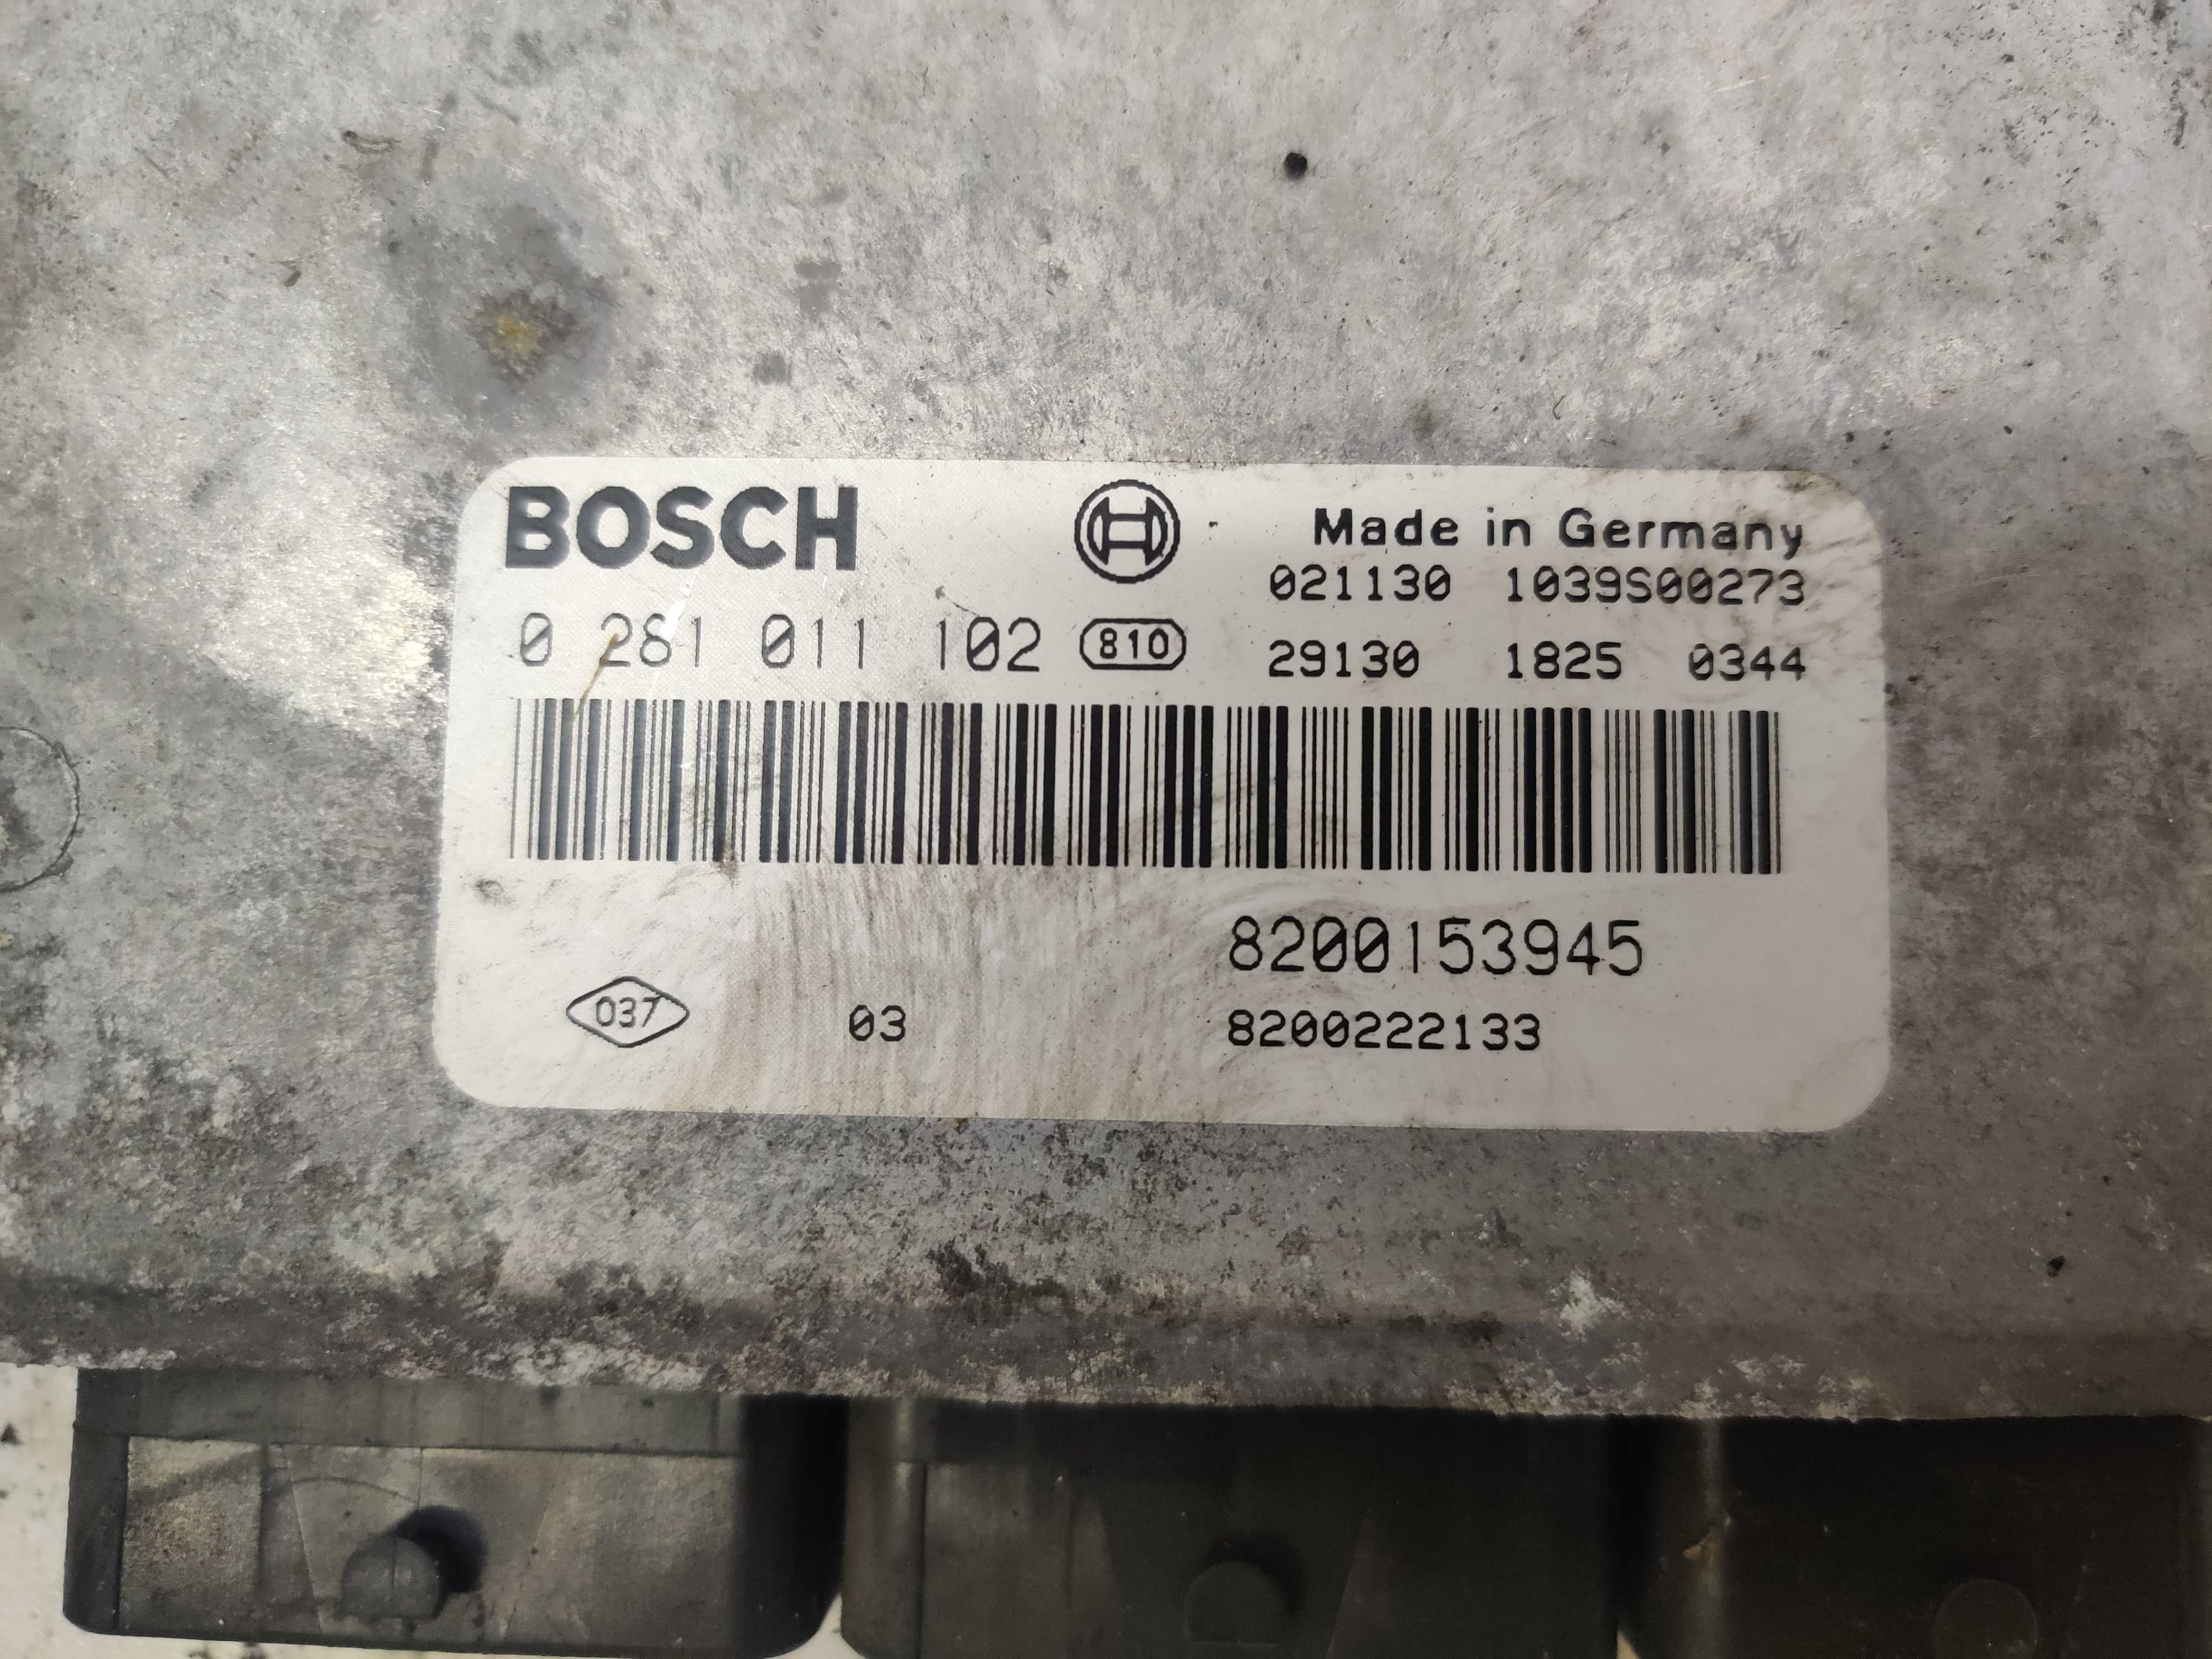 BOSCH
Made in Germany
021130 1039S00273
0 281 011 102 810
29130 1825 0344
8200153945
037 03 8200222133